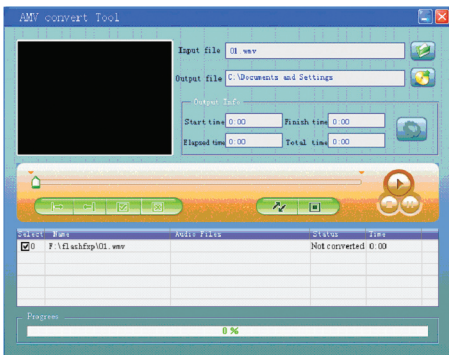 AMV convert Tool
Input file 01.wmv
Output file C:\Documents and Settings
Output Info
Start time 0:00 Finish time 0:00
Elapsed time 0:00 Total time 0:00
Select Name Audio Files Status Time
0 F:\flashfxp\01.wmv Not converted 0:00
Progress
0 %